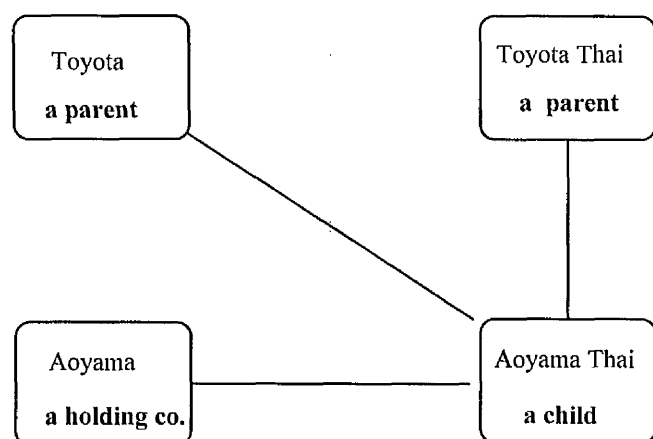 Toyota
a parent
Toyota Thai
a parent
Aoyama
a holding co.
Aoyama Thai
a child